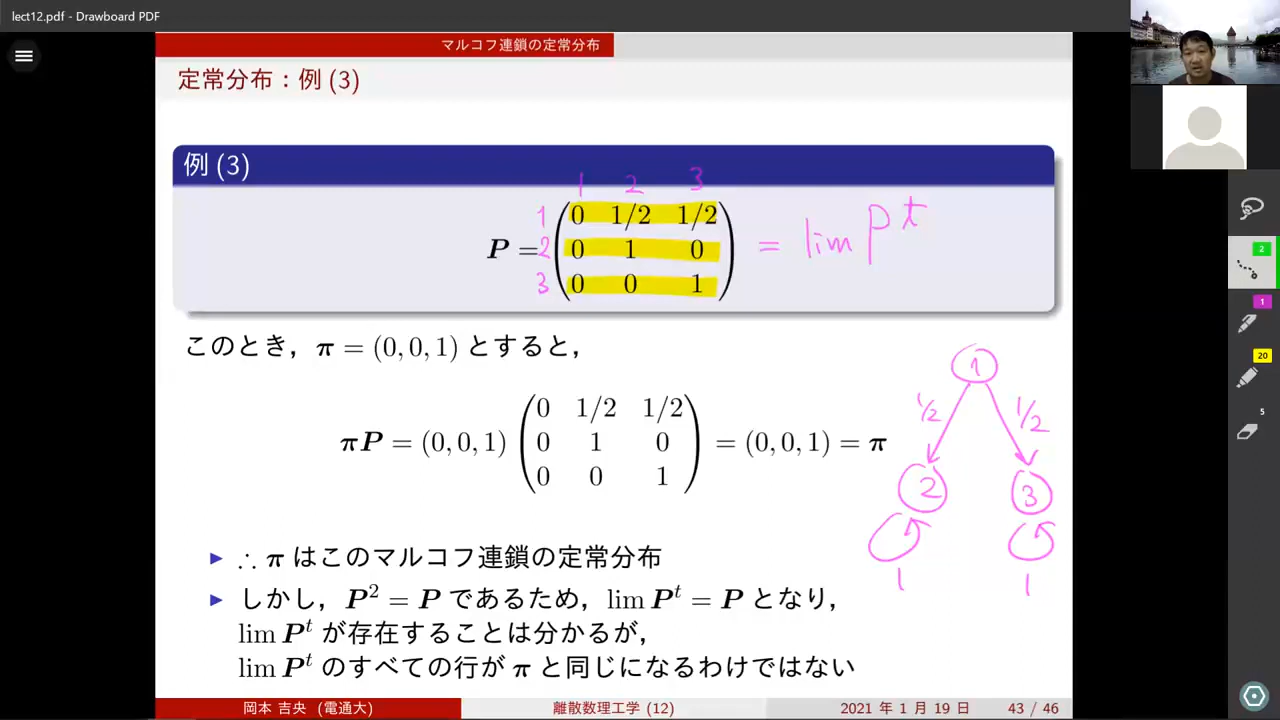 lect12.pdf - Drawboard PDF
マルコフ連鎖の定常分布
定常分布：例 (3)
例 (3)
1 2 3
1 0 1/2 1/2
P = 2 0 1 0 = lim P^t
3 0 0 1
このとき，π = (0, 0, 1) とすると，
0 1/2 1/2
πP = (0, 0, 1) 0 1 0 = (0, 0, 1) = π
0 0 1
1
1/2 1/2
2 3
1 1
▶ ∴ π はこのマルコフ連鎖の定常分布
▶ しかし，P² = P であるため，lim Pᵗ = P となり，
lim Pᵗ が存在することは分かるが，
lim Pᵗ のすべての行が π と同じになるわけではない
岡本 吉央 (電通大) 離散数理工学 (12) 2021 年 1 月 19 日 43 / 46
2
1
20
5